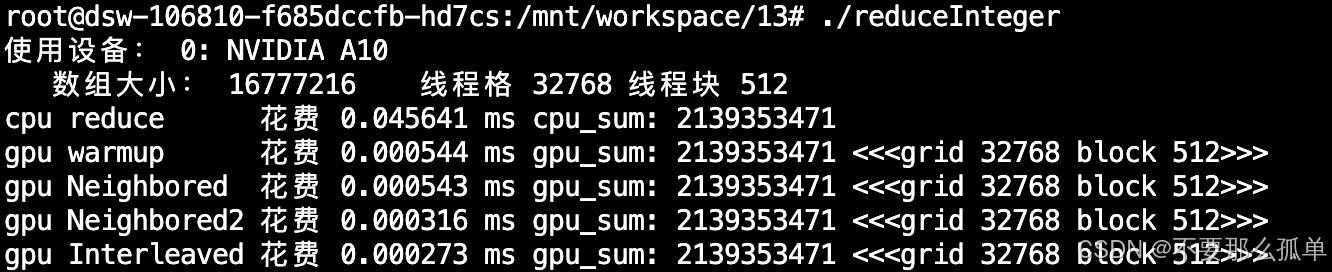 root@dsw-106810-f685dccfb-hd7cs:/mnt/workspace/13# ./reduceInteger
使用设备： 0: NVIDIA A10
数组大小： 16777216 线程格 32768 线程块 512
cpu reduce 花费 0.045641 ms cpu_sum: 2139353471
gpu warmup 花费 0.000544 ms gpu_sum: 2139353471 <<<grid 32768 block 512>>>
gpu Neighbored 花费 0.000543 ms gpu_sum: 2139353471 <<<grid 32768 block 512>>>
gpu Neighbored2 花费 0.000316 ms gpu_sum: 2139353471 <<<grid 32768 block 512>>>
gpu Interleaved 花费 0.000273 ms gpu_sum: 2139353471 <<<grid 32768 block 512>>>
CSDN @不要那么孤单